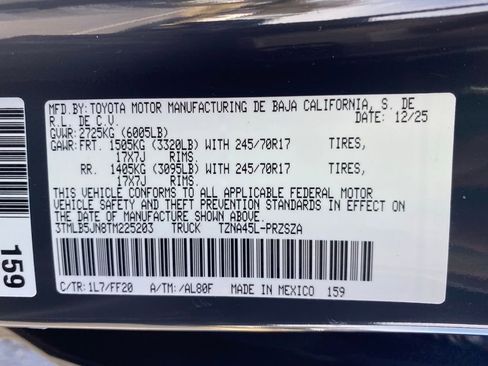 MFD.BY:TOYOTA MOTOR MANUFACTURING DE BAJA CALIFORNIA, S. DE
R.L. DE C.V. DATE: 12/25
GVWR:2725KG (6005LB)
GAWR:FRT. 1505KG (3320LB) WITH 245/70R17 TIRES,
17X7J RIMS.
RR. 1405KG (3095LB) WITH 245/70R17 TIRES,
17X7J RIMS.
THIS VEHICLE CONFORMS TO ALL APPLICABLE FEDERAL MOTOR
VEHICLE SAFETY AND THEFT PREVENTION STANDARDS IN EFFECT ON
THE DATE OF MANUFACTURE SHOWN ABOVE.
3TMLB5JN8TM225203 TRUCK TZNA45L-PRZSZA
C/TR:1L7/FF20 A/TM:/AL80F MADE IN MEXICO 159
159